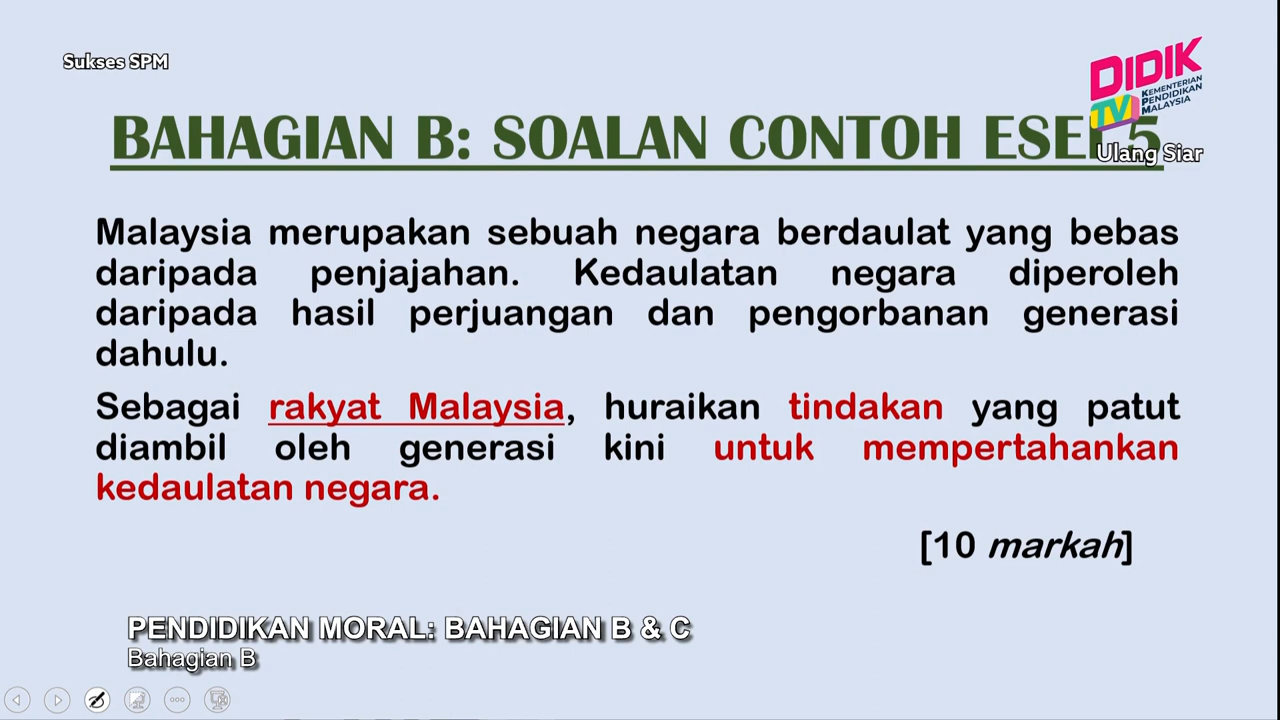 Sukses SPM
DIDIK
TV
KEMENTERIAN
PENDIDIKAN
MALAYSIA
Ulang Siar
BAHAGIAN B: SOALAN CONTOH ESEI 5
Malaysia merupakan sebuah negara berdaulat yang bebas
daripada penjajahan. Kedaulatan negara diperoleh
daripada hasil perjuangan dan pengorbanan generasi
dahulu.
Sebagai rakyat Malaysia, huraikan tindakan yang patut
diambil oleh generasi kini untuk mempertahankan
kedaulatan negara.
[10 markah]
PENDIDIKAN MORAL: BAHAGIAN B & C
Bahagian B